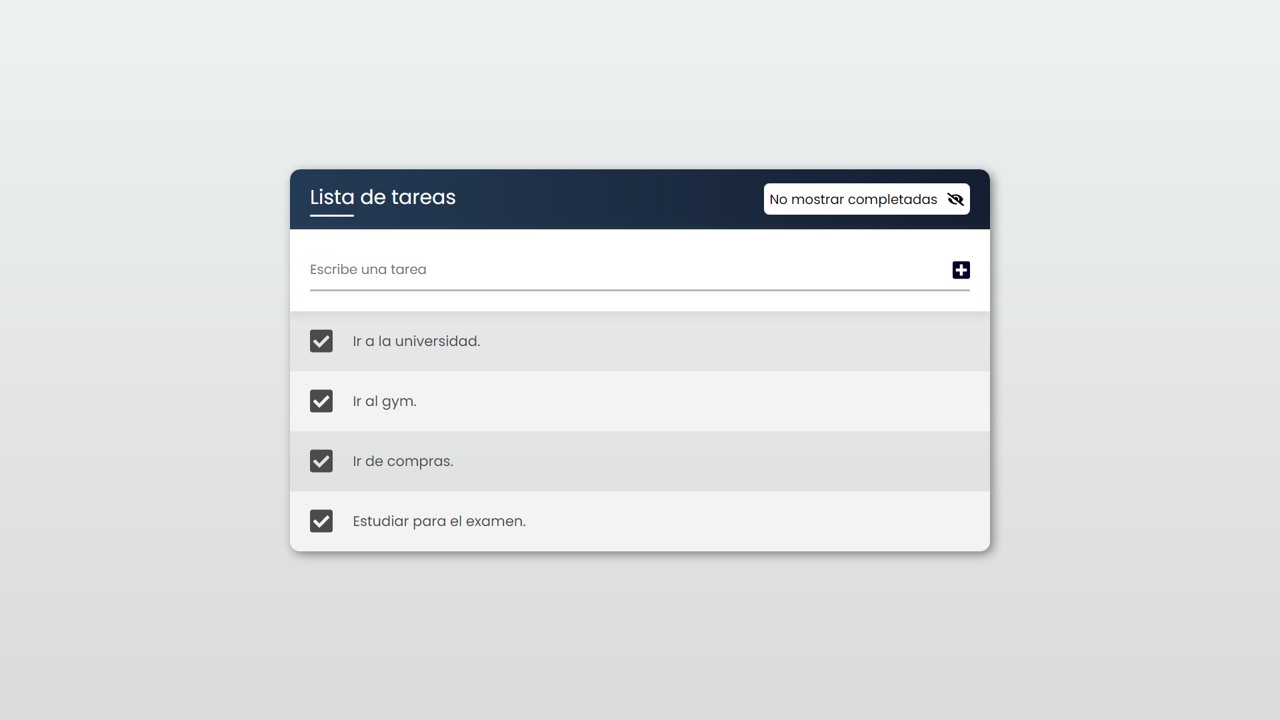 Lista de tareas
No mostrar completadas
Escribe una tarea
Ir a la universidad.
Ir al gym.
Ir de compras.
Estudiar para el examen.